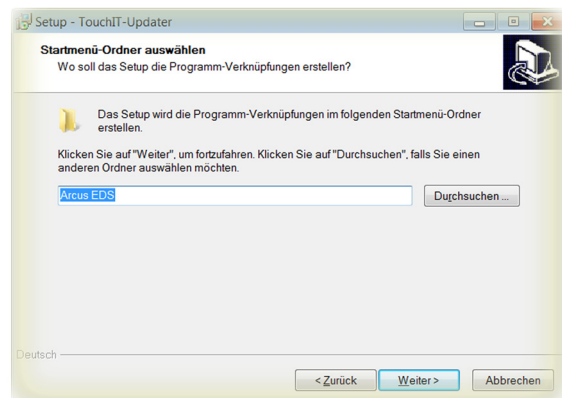 Setup - TouchIT-Updater
Startmenü-Ordner auswählen
Wo soll das Setup die Programm-Verknüpfungen erstellen?
Das Setup wird die Programm-Verknüpfungen im folgenden Startmenü-Ordner
erstellen.
Klicken Sie auf "Weiter", um fortzufahren. Klicken Sie auf "Durchsuchen", falls Sie einen
anderen Ordner auswählen möchten.
Arcus EDS
Durchsuchen ...
Deutsch
< Zurück
Weiter >
Abbrechen